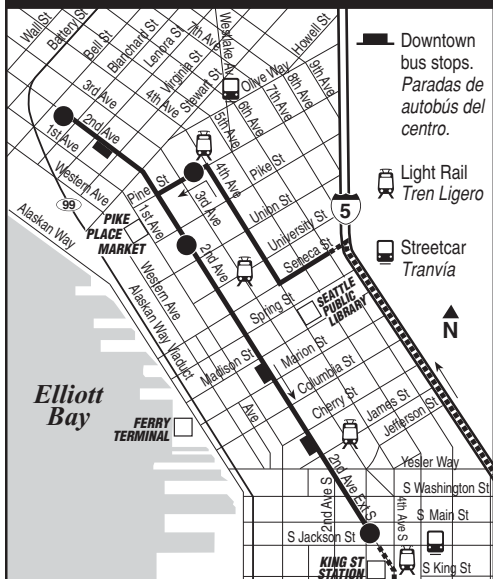 Wall St
Battery St
Bell St
Blanchard St
Lenora St
7th Ave
Virginia St
Stewart St
Westlake Av
Howell St
Olive Way
9th Ave
8th Ave
7th Ave
6th Ave
5th Ave
4th Ave
3rd Ave
2nd Ave
1st Ave
Western Ave
99
Alaskan Way
Pine St
4th Ave
Pike St
3rd Ave
Union St
University St
Seneca St
PIKE
PLACE
MARKET
1st Ave
2nd Ave
Western Ave
Alaskan Way Viaduct
Spring St
SEATTLE
PUBLIC
LIBRARY
Madison St
Marion St
Columbia St
Cherry St
James St
Jefferson St
Ave
Elliott
Bay
FERRY
TERMINAL
Yesler Way
S Washington St
S Main St
S Jackson St
S King St
2nd Ave S
2nd Ave Ext S
4th Ave S
KING ST
STATION
5
N
Downtown
bus stops.
Paradas de
autobús del
centro.
Light Rail
Tren Ligero
Streetcar
Tranvía